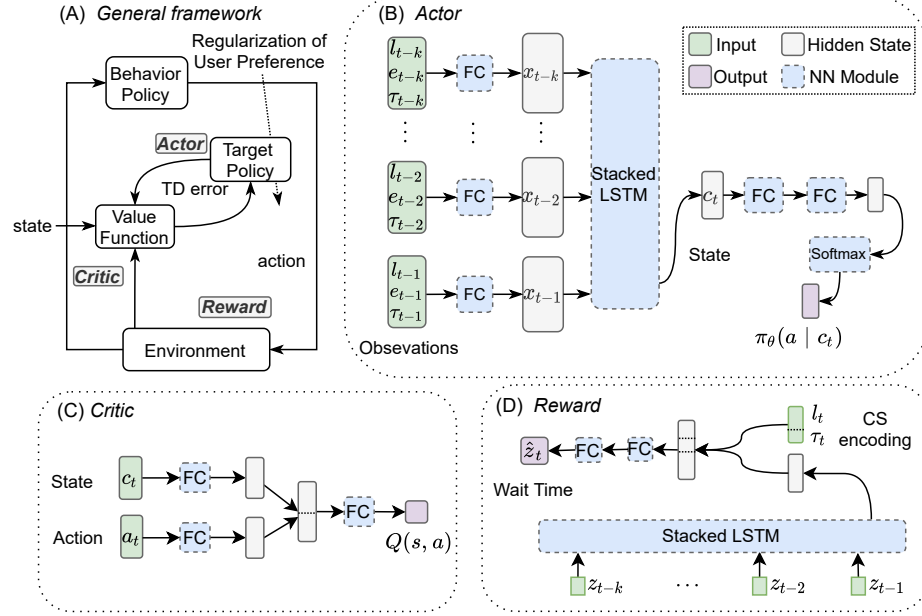 (A) General framework
Regularization of
User Preference
Behavior
Policy
Actor
Target
Policy
TD error
state
Value
Function
action
Critic
Reward
Environment
(B) Actor
Input
Hidden State
Output
NN Module
l_{t-k}
e_{t-k}
τ_{t-k}
FC
x_{t-k}
⋮
⋮
l_{t-2}
e_{t-2}
τ_{t-2}
FC
x_{t-2}
l_{t-1}
e_{t-1}
τ_{t-1}
FC
x_{t-1}
Obsevations
Stacked
LSTM
c_t
FC
FC
State
Softmax
π_θ(a | c_t)
(C) Critic
State
c_t
FC
Action
a_t
FC
FC
Q(s, a)
(D) Reward
l_t
τ_t
CS
encoding
ẑ_t
FC
FC
Wait Time
Stacked LSTM
z_{t-k}
⋯
z_{t-2}
z_{t-1}